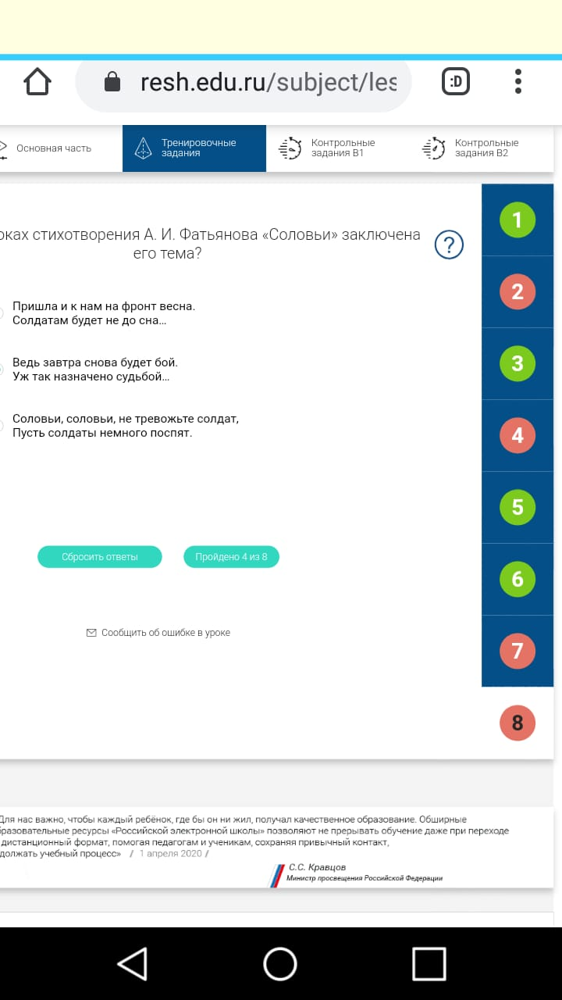 resh.edu.ru/subject/les
:D
Основная часть
Тренировочные
задания
Контрольные
задания В1
Контрольные
задания В2
оках стихотворения А. И. Фатьянова «Соловьи» заключена
его тема?
?
Пришла и к нам на фронт весна.
Солдатам будет не до сна...
Ведь завтра снова будет бой.
Уж так назначено судьбой...
Соловьи, соловьи, не тревожьте солдат,
Пусть солдаты немного поспят.
Сбросить ответы
Пройдено 4 из 8
Сообщить об ошибке в уроке
1
2
3
4
5
6
7
8
Для нас важно, чтобы каждый ребёнок, где бы он ни жил, получал качественное образование. Обширные
бразовательные ресурсы «Российской электронной школы» позволяют не прерывать обучение даже при переходе
дистанционный формат, помогая педагогам и ученикам, сохраняя привычный контакт,
должать учебный процесс» / 1 апреля 2020 /
С.С. Кравцов
Министр просвещения Российской Федерации